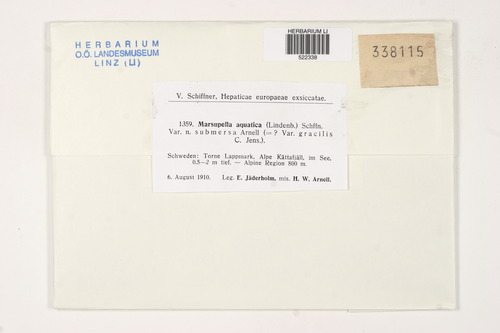 HERBARIUM
O.Ö. LANDESMUSEUM
LINZ (LI)
HERBARIUM LI
522338
338115
V. Schiffner, Hepaticae europaeae exsiccatae.
1359. Marsupella aquatica (Lindenb.) Schffn.
Var. n. submersa Arnell (= ? Var. gracilis
C. Jens.).
Schweden: Torne Lappmark, Alpe Kåttafjäll, im See,
0.5—2 m tief. — Alpine Region 800 m.
6. August 1910. Leg. E. Jäderholm, mis. H. W. Arnell.